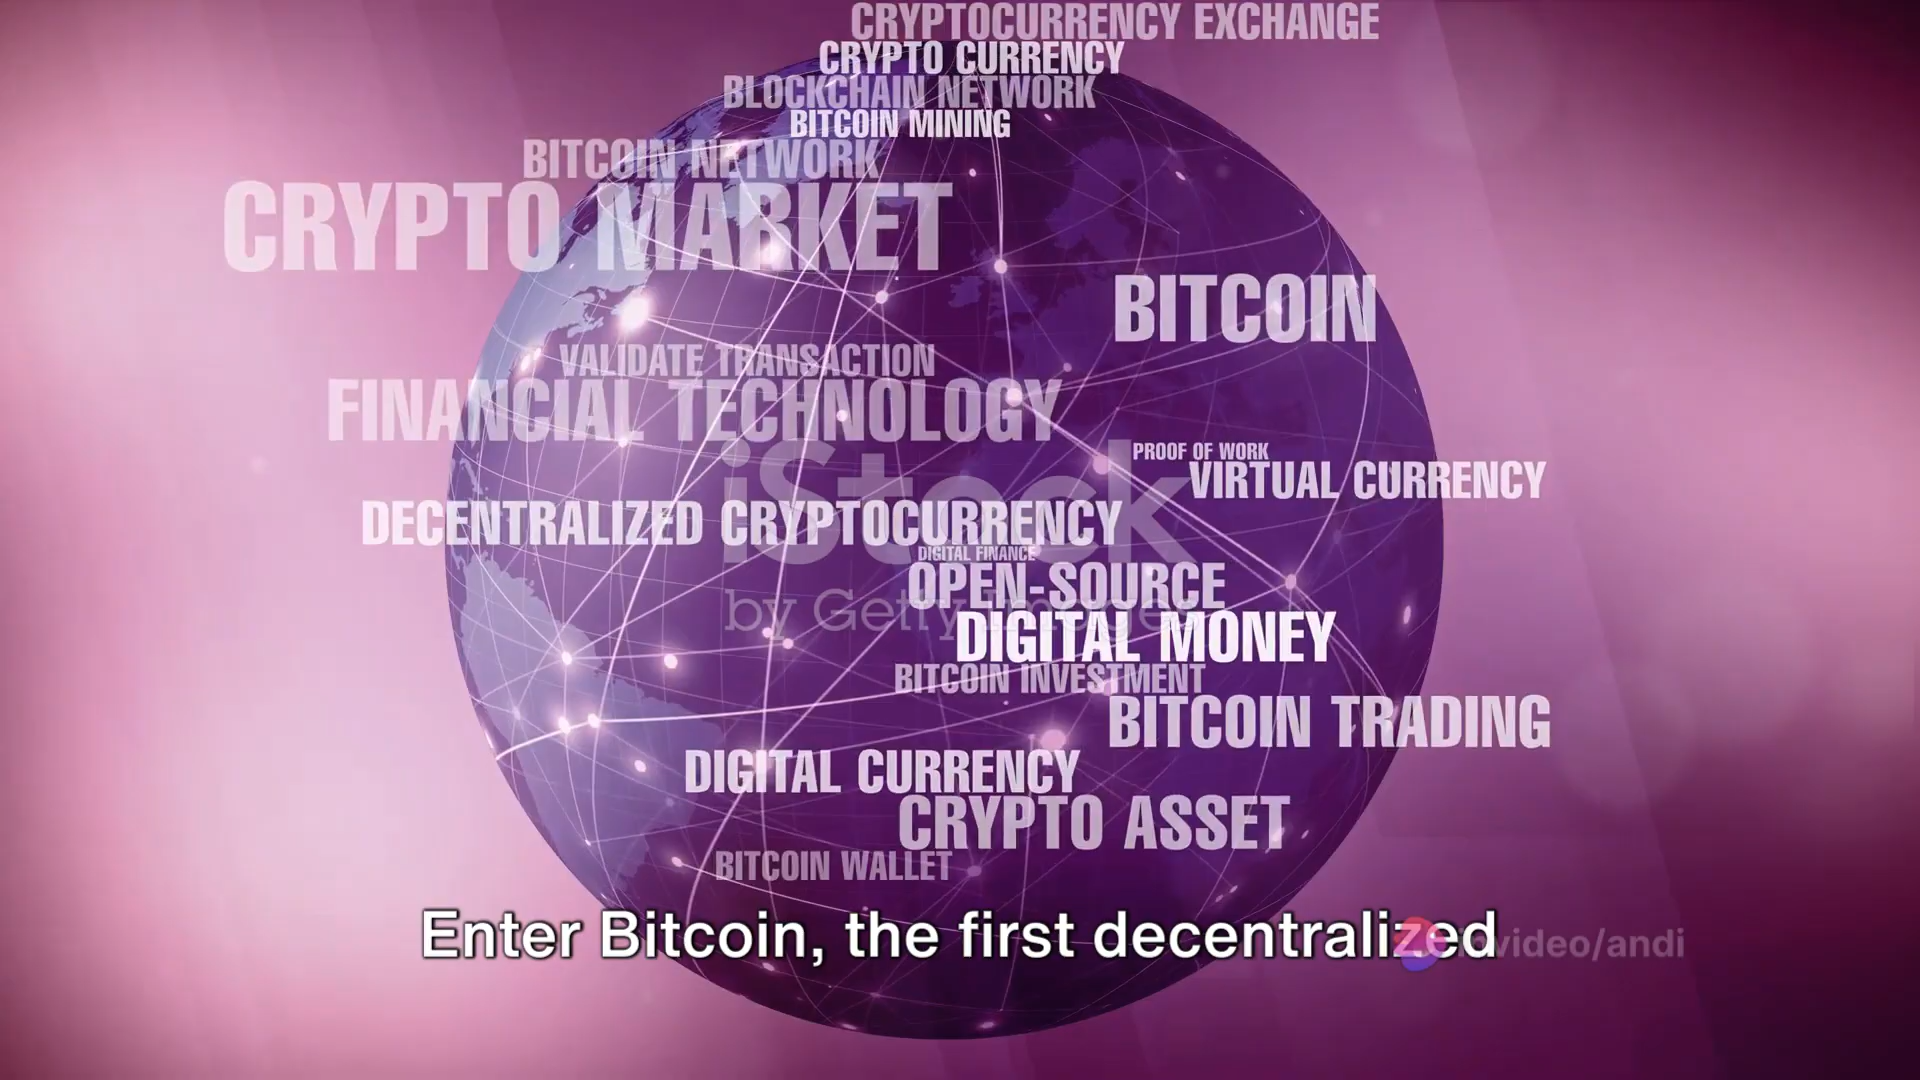 CRYPTOCURRENCY EXCHANGE
CRYPTO CURRENCY
BLOCKCHAIN NETWORK
BITCOIN MINING
BITCOIN NETWORK
CRYPTO MARKET
BITCOIN
VALIDATE TRANSACTION
FINANCIAL TECHNOLOGY
PROOF OF WORK
VIRTUAL CURRENCY
iStock
DECENTRALIZED CRYPTOCURRENCY
DIGITAL FINANCE
OPEN-SOURCE
by Getty Images
DIGITAL MONEY
BITCOIN INVESTMENT
BITCOIN TRADING
DIGITAL CURRENCY
CRYPTO ASSET
BITCOIN WALLET
Enter Bitcoin, the first decentralized
invideo/andi